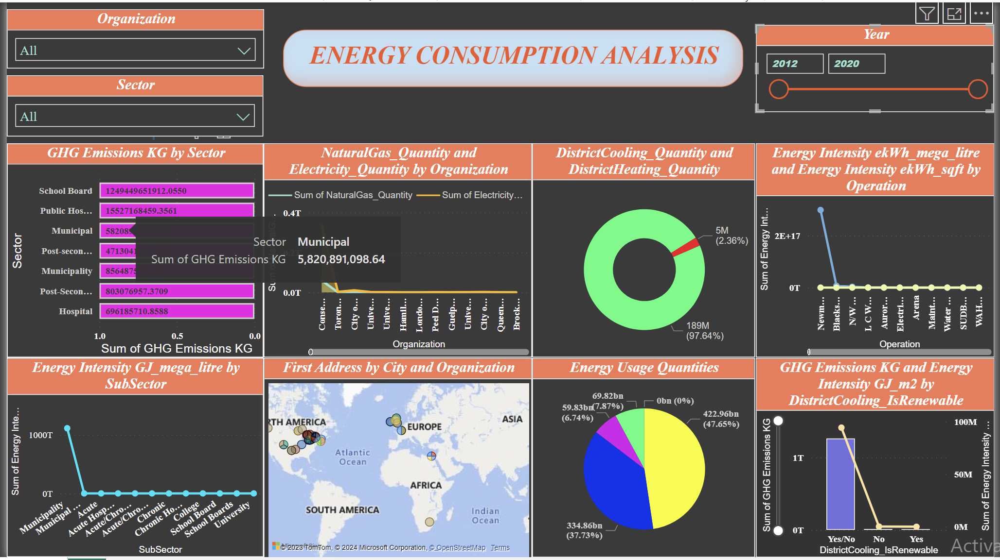 Organization
All
Sector
All
ENERGY CONSUMPTION ANALYSIS
Year
2012
2020
GHG Emissions KG by Sector
School Board
1249449651912.0550
Public Hos...
15527168459.3561
Municipal
58208
Post-secon...
4713041
Municipality
8564875
Post-Secon...
803076957.3709
Hospital
696185710.8588
Sector
1.0
0.5
0.0
Sum of GHG Emissions KG
Sector Municipal
Sum of GHG Emissions KG 5,820,891,098.64
NaturalGas_Quantity and
Electricity_Quantity by Organization
Sum of NaturalGas_Quantity
Sum of Electricity...
0.4T
0.2T
0.0T
Conse...
Toron...
City o...
Unive...
Unive...
Hamil...
Londo...
Peel D...
Guelp...
Unive...
City o...
Queen...
Brock...
Organization
DistrictCooling_Quantity and
DistrictHeating_Quantity
5M
(2.36%)
189M
(97.64%)
Energy Intensity ekWh_mega_litre
and Energy Intensity ekWh_sqft by
Operation
Sum of Energy Int...
2E+17
0T
Newm...
Blacks...
N/W ...
L C W...
Auror...
Electri...
Arena
Maint...
Water ...
SUDB...
WAH...
Operation
Energy Intensity GJ_mega_litre by
SubSector
Sum of Energy Inte...
1000T
0T
Municipality
Municipal ...
Acute
Acute Hosp...
Acute/Chro...
Acute/Chro...
Chronic
Chronic Ho...
College
School Board
School Boards
University
SubSector
First Address by City and Organization
RTH AMERICA
EUROPE
ASIA
Atlantic
Ocean
AFRICA
SOUTH AMERICA
Indian
Ocean
© 2023 TomTom, © 2024 Microsoft Corporation, © OpenStreetMap Terms
Energy Usage Quantities
69.82bn
(7.87%)
0bn (0%)
59.83bn
(6.74%)
422.96bn
(47.65%)
334.86bn
(37.73%)
GHG Emissions KG and Energy
Intensity GJ_m2 by
DistrictCooling_IsRenewable
Sum of GHG Emissions KG
1T
0T
100M
50M
0M
Sum of Energy Intensity ...
Yes/No
No
Yes
DistrictCooling_IsRenewable
Activa